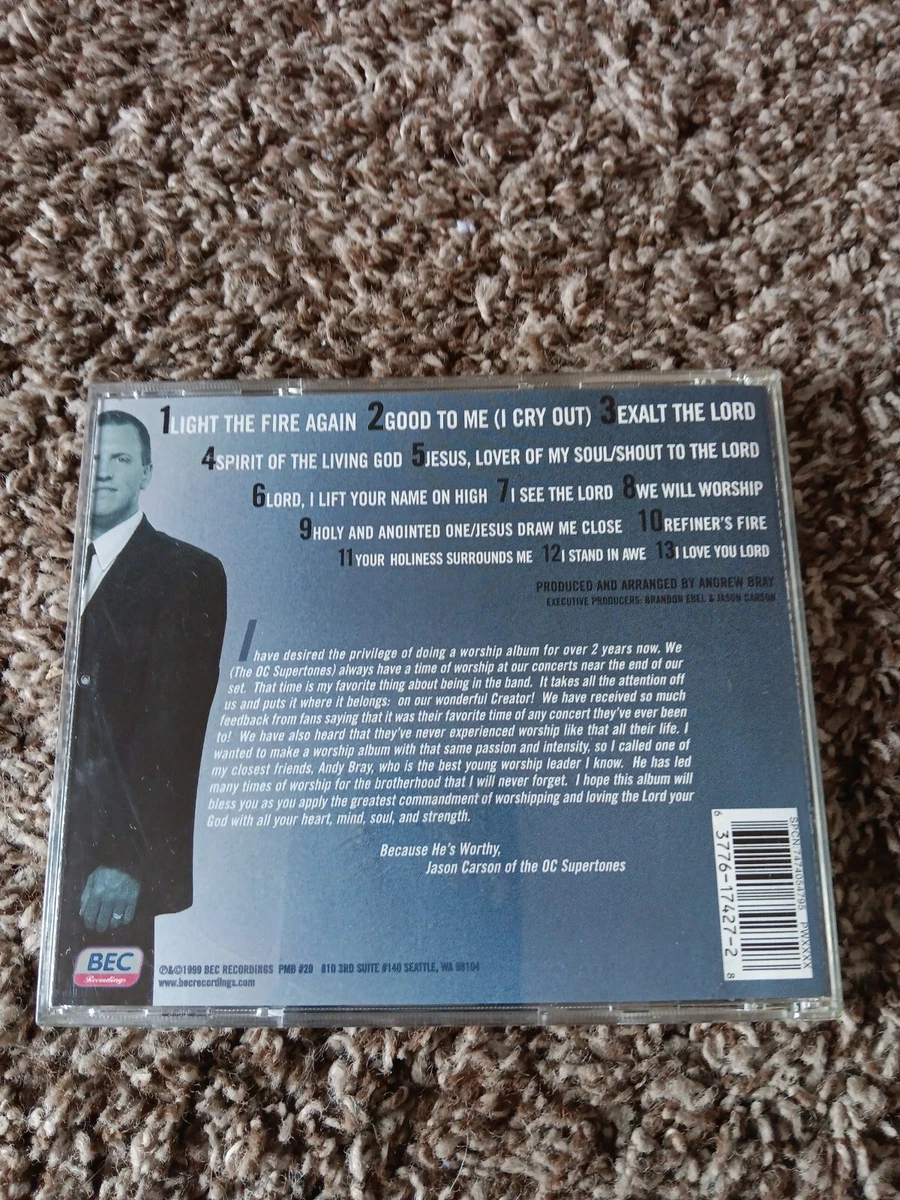 1LIGHT THE FIRE AGAIN 2GOOD TO ME (I CRY OUT) 3EXALT THE LORD
4SPIRIT OF THE LIVING GOD 5JESUS, LOVER OF MY SOUL/SHOUT TO THE LORD
6LORD, I LIFT YOUR NAME ON HIGH 7I SEE THE LORD 8WE WILL WORSHIP
9HOLY AND ANOINTED ONE/JESUS DRAW ME CLOSE 10REFINER'S FIRE
11YOUR HOLINESS SURROUNDS ME 12I STAND IN AWE 13I LOVE YOU LORD
PRODUCED AND ARRANGED BY ANDREW BRAY
EXECUTIVE PRODUCERS: BRANDON EBEL & JASON CARSON
I have desired the privilege of doing a worship album for over 2 years now. We
(The OC Supertones) always have a time of worship at our concerts near the end of our
set. That time is my favorite thing about being in the band. It takes all the attention off
us and puts it where it belongs: on our wonderful Creator! We have received so much
feedback from fans saying that it was their favorite time of any concert they've ever been
to! We have also heard that they've never experienced worship like that all their life. I
wanted to make a worship album with that same passion and intensity, so I called one of
my closest friends, Andy Bray, who is the best young worship leader I know. He has led
many times of worship for the brotherhood that I will never forget. I hope this album will
bless you as you apply the greatest commandment of worshipping and loving the Lord your
God with all your heart, mind, soul, and strength.
Because He's Worthy,
Jason Carson of the OC Supertones
BEC
Recordings
℗&©1999 BEC RECORDINGS PMB #20 810 3RD SUITE #140 SEATTLE, WA 98104
www.becrecordings.com
SPCN 7474054795 PWXXXX
6 3776-17427-2 8